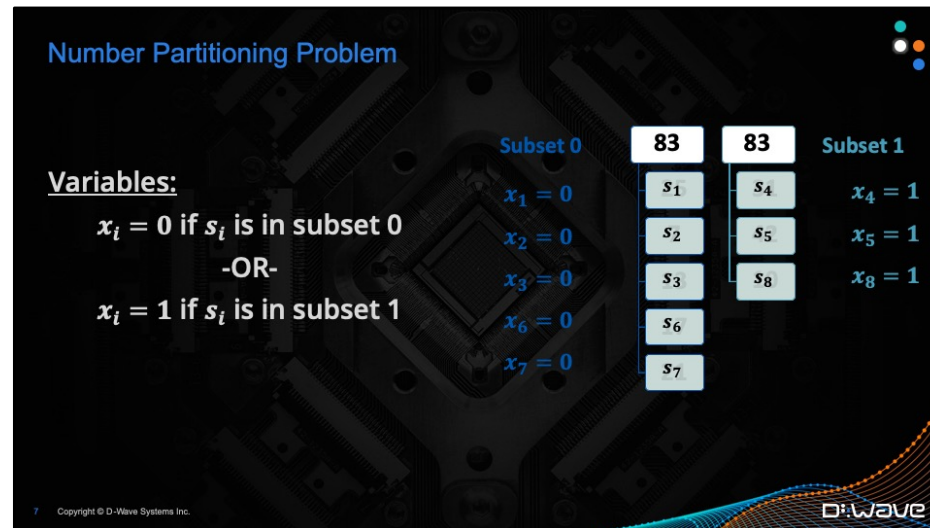 Number Partitioning Problem
Variables:
xᵢ = 0 if sᵢ is in subset 0
-OR-
xᵢ = 1 if sᵢ is in subset 1
Subset 0
83
83
Subset 1
x₁ = 0
s₁
s₄
x₄ = 1
x₂ = 0
s₂
s₅
x₅ = 1
x₃ = 0
s₃
s₈
x₈ = 1
x₆ = 0
s₆
x₇ = 0
s₇
7
Copyright © D-Wave Systems Inc.
D:Wave